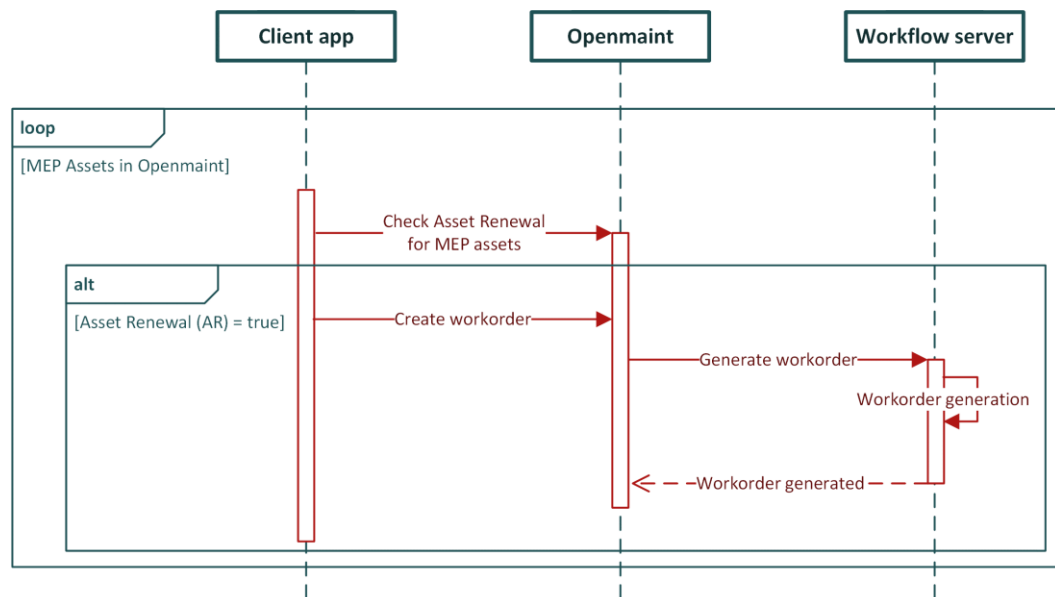 Client app
Openmaint
Workflow server
loop
[MEP Assets in Openmaint]
Check Asset Renewal
for MEP assets
alt
[Asset Renewal (AR) = true]
Create workorder
Generate workorder
Workorder generation
Workorder generated